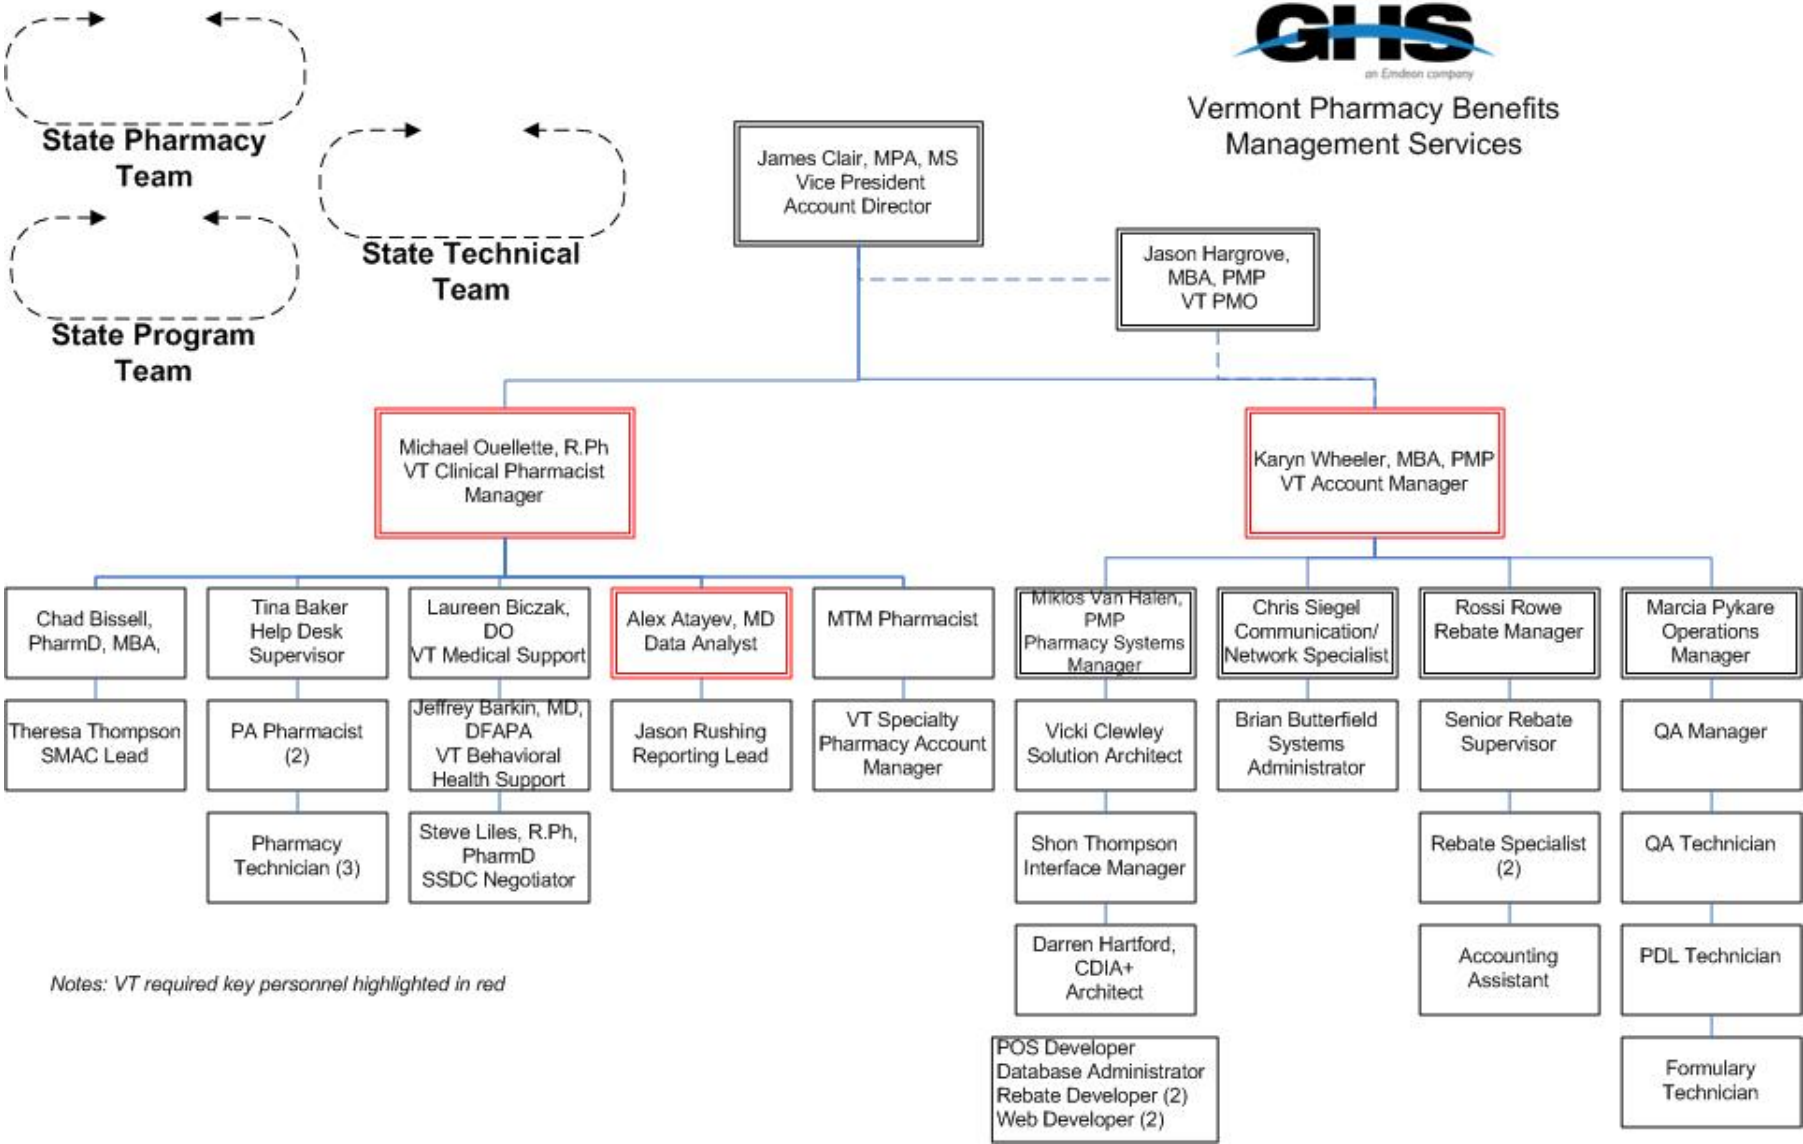 GHS
an Emdeon company
Vermont Pharmacy Benefits
Management Services
State Pharmacy
Team
State Technical
Team
State Program
Team
James Clair, MPA, MS
Vice President
Account Director
Jason Hargrove,
MBA, PMP
VT PMO
Michael Ouellette, R.Ph
VT Clinical Pharmacist
Manager
Karyn Wheeler, MBA, PMP
VT Account Manager
Chad Bissell,
PharmD, MBA,
Tina Baker
Help Desk
Supervisor
Laureen Biczak,
DO
VT Medical Support
Alex Atayev, MD
Data Analyst
MTM Pharmacist
Miklos Van Halen,
PMP
Pharmacy Systems
Manager
Chris Siegel
Communication/
Network Specialist
Rossi Rowe
Rebate Manager
Marcia Pykare
Operations
Manager
Theresa Thompson
SMAC Lead
PA Pharmacist
(2)
Jeffrey Barkin, MD,
DFAPA
VT Behavioral
Health Support
Jason Rushing
Reporting Lead
VT Specialty
Pharmacy Account
Manager
Vicki Clewley
Solution Architect
Brian Butterfield
Systems
Administrator
Senior Rebate
Supervisor
QA Manager
Pharmacy
Technician (3)
Steve Liles, R.Ph,
PharmD
SSDC Negotiator
Shon Thompson
Interface Manager
Rebate Specialist
(2)
QA Technician
Darren Hartford,
CDIA+
Architect
Accounting
Assistant
PDL Technician
Notes: VT required key personnel highlighted in red
POS Developer
Database Administrator
Rebate Developer (2)
Web Developer (2)
Formulary
Technician